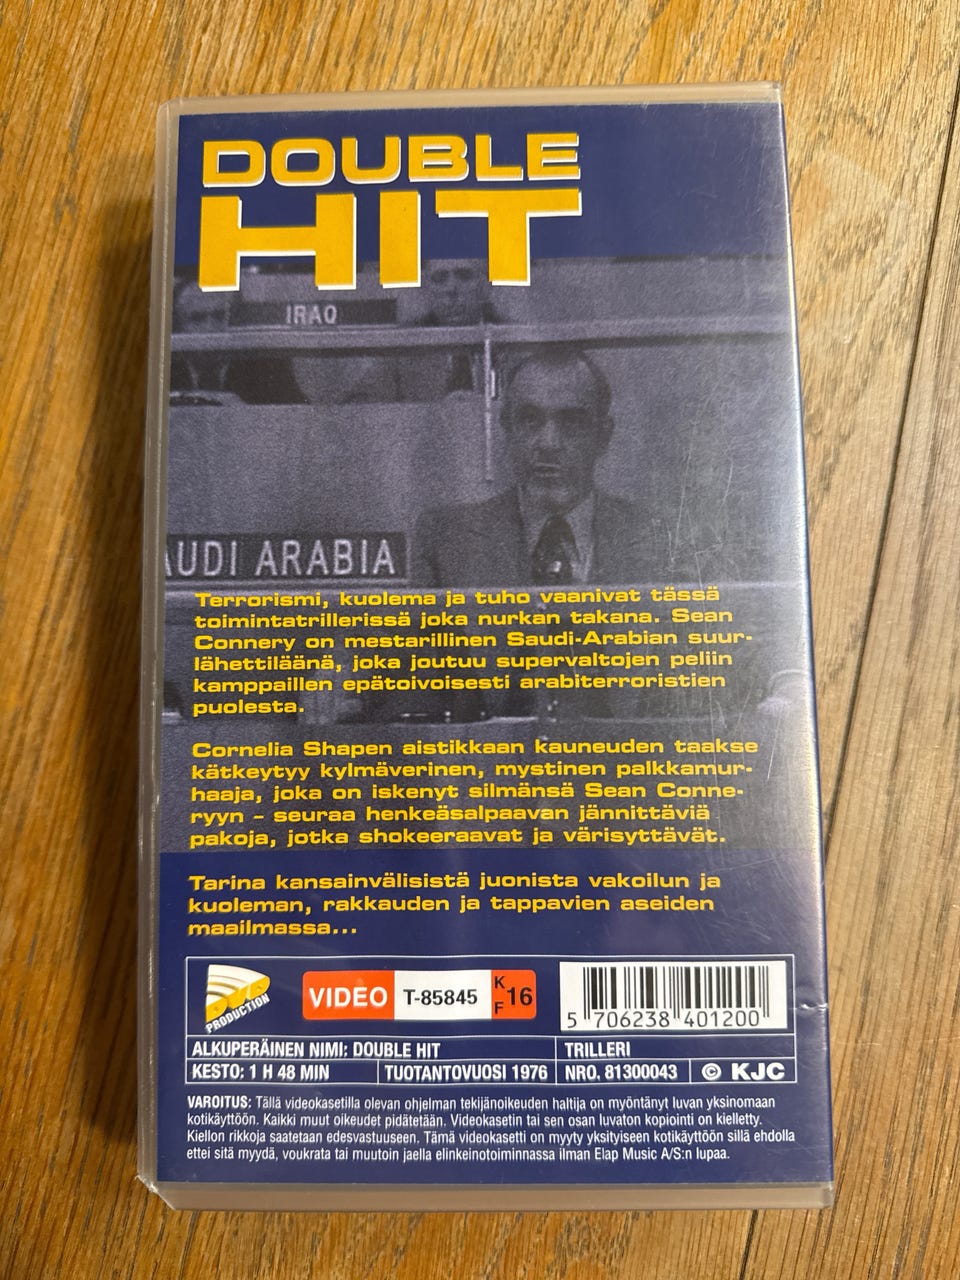 DOUBLE
HIT
IRAQ
AUDI ARABIA
Terrorismi, kuolema ja tuho vaanivat tässä
toimintatrillerissä joka nurkan takana. Sean
Connery on mestarillinen Saudi-Arabian suur-
lähettiläänä, joka joutuu supervaltojen peliin
kamppaillen epätoivoisesti arabiterroristien
puolesta.
Cornelia Shapen aistikkaan kauneuden taakse
kätkeytyy kylmäverinen, mystinen palkkamur-
haaja, joka on iskenyt silmänsä Sean Conne-
ryyn – seuraa henkeäsalpaavan jännittäviä
pakoja, jotka shokeeraavat ja värisyttävät.
Tarina kansainvälisistä juonista vakoilun ja
kuoleman, rakkauden ja tappavien aseiden
maailmassa...
DVD
PRODUCTION
VIDEO T-85845 K F 16
5 706238 401200
ALKUPERÄINEN NIMI: DOUBLE HIT TRILLERI
KESTO: 1 H 48 MIN TUOTANTOVUOSI 1976 NRO. 81300043 © KJC
VAROITUS: Tällä videokasetilla olevan ohjelman tekijänoikeuden haltija on myöntänyt luvan yksinomaan
kotikäyttöön. Kaikki muut oikeudet pidätetään. Videokasetin tai sen osan luvaton kopiointi on kielletty.
Kiellon rikkoja saatetaan edesvastuuseen. Tämä videokasetti on myyty yksityiseen kotikäyttöön sillä ehdolla
ettei sitä myydä, vuokrata tai muutoin jaella elinkeinotoiminnassa ilman Elap Music A/S:n lupaa.